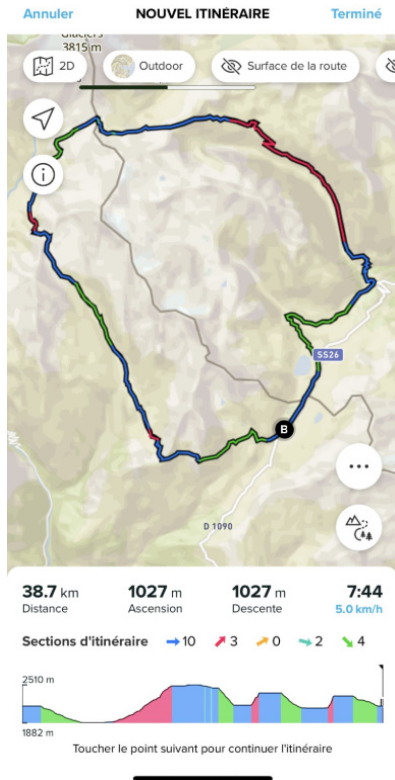 Annuler NOUVEL ITINÉRAIRE Terminé
Glaciers
3815 m
2D Outdoor Surface de la route
SS26
B
D 1090
38.7 km 1027 m 1027 m 7:44
Distance Ascension Descente 5.0 km/h
Sections d'itinéraire 10 3 0 2 4
2510 m
1882 m
Toucher le point suivant pour continuer l'itinéraire